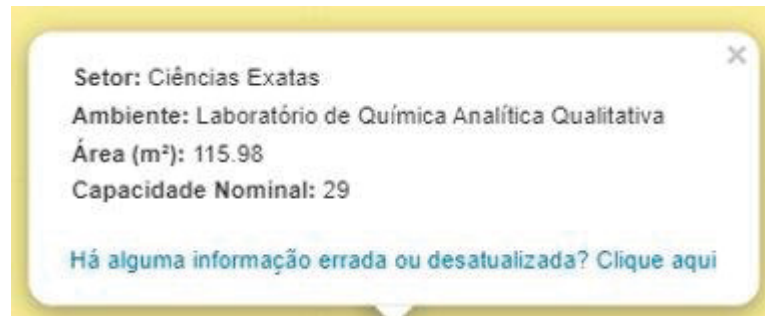 Setor: Ciências Exatas
Ambiente: Laboratório de Química Analítica Qualitativa
Área (m²): 115.98
Capacidade Nominal: 29
Há alguma informação errada ou desatualizada? Clique aqui